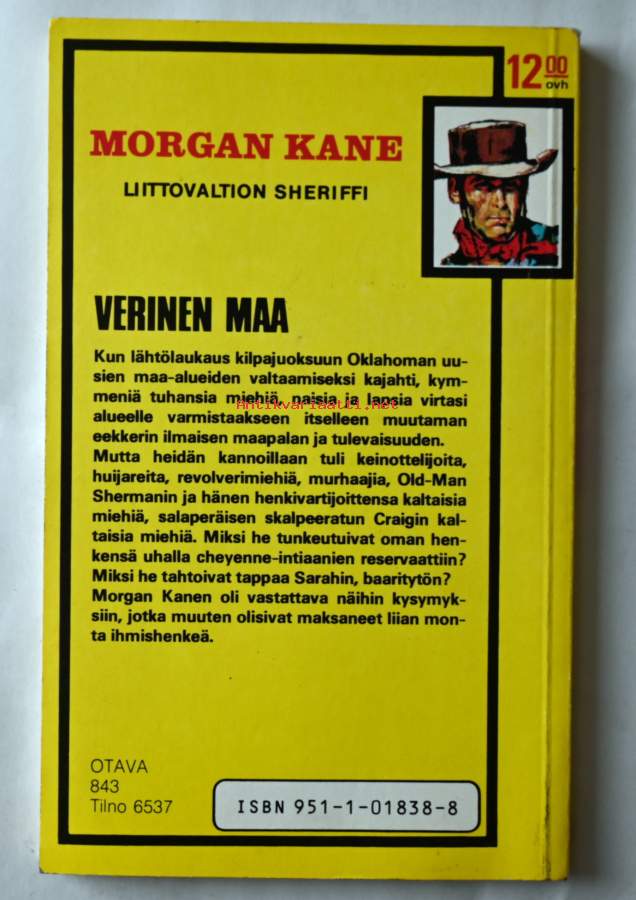 12 00
ovh
MORGAN KANE
LIITTOVALTION SHERIFFI
VERINEN MAA
Kun lähtölaukaus kilpajuoksuun Oklahoman uu-
sien maa-alueiden valtaamiseksi kajahti, kym-
meniä tuhansia miehiä, naisia ja lapsia virtasi
Antikvariaatti.net
alueelle varmistaakseen itselleen muutaman
eekkerin ilmaisen maapalan ja tulevaisuuden.
Mutta heidän kannoillaan tuli keinottelijoita,
huijareita, revolverimiehiä, murhaajia, Old-Man
Shermanin ja hänen henkivartijoittensa kaltaisia
miehiä, salaperäisen skalpeeratun Craigin kal-
taisia miehiä. Miksi he tunkeutuivat oman hen-
kensä uhalla cheyenne-intiaanien reservaattiin?
Miksi he tahtoivat tappaa Sarahin, baaritytön?
Morgan Kanen oli vastattava näihin kysymyk-
siin, jotka muuten olisivat maksaneet liian mon-
ta ihmishenkeä.
OTAVA
843
Tilno 6537
ISBN 951-1-01838-8